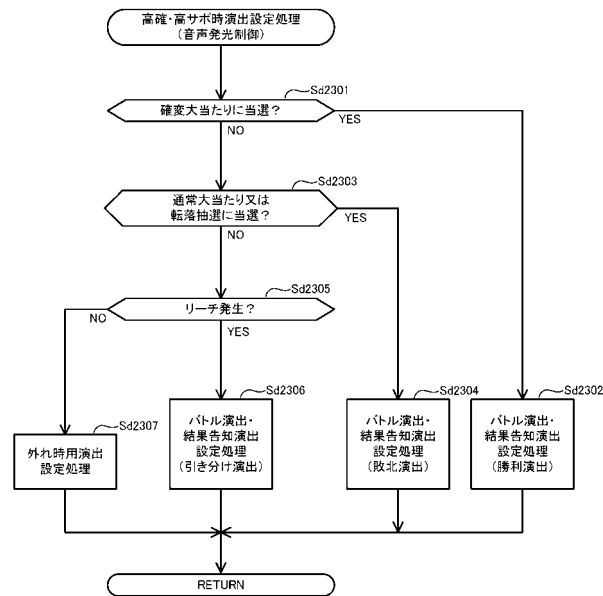 高確・高サポ時演出設定処理
(音声発光制御)
Sd2301
確変大当たりに当選？
YES
NO
Sd2303
通常大当たり又は
転落抽選に当選？
YES
NO
Sd2305
リーチ発生？
NO
YES
Sd2307
外れ時用演出
設定処理
Sd2306
バトル演出・
結果告知演出
設定処理
(引き分け演出)
Sd2304
バトル演出・
結果告知演出
設定処理
(敗北演出)
Sd2302
バトル演出・
結果告知演出
設定処理
(勝利演出)
RETURN